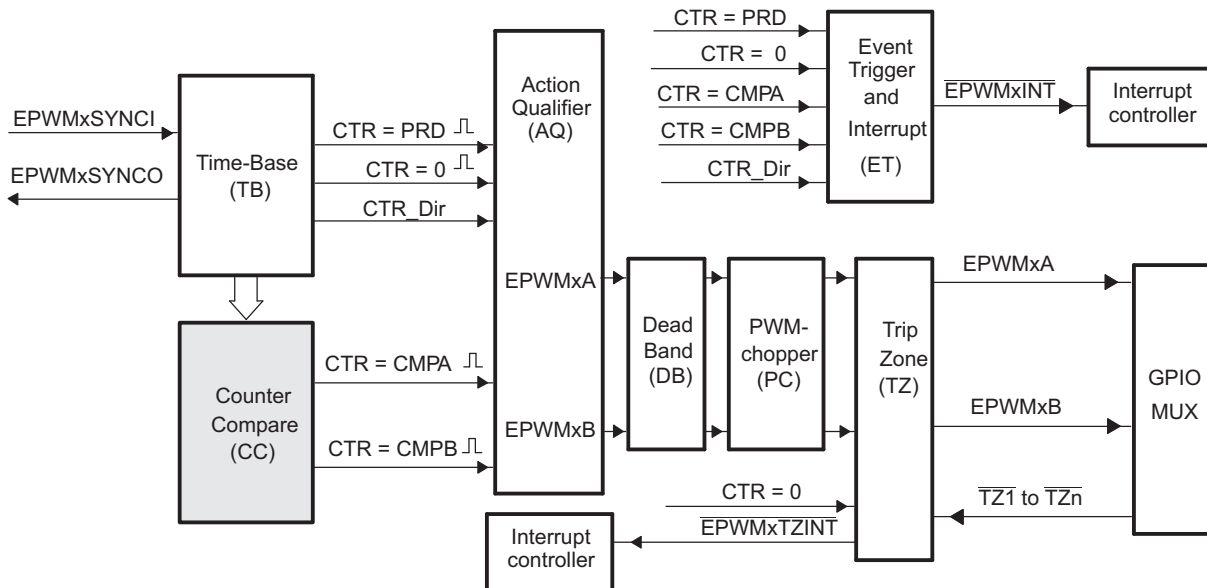 EPWMxSYNCI
EPWMxSYNCO
Time-Base
(TB)
CTR = PRD
CTR = 0
CTR_Dir
Counter
Compare
(CC)
CTR = CMPA
CTR = CMPB
Action
Qualifier
(AQ)
EPWMxA
EPWMxB
CTR = PRD
CTR = 0
CTR = CMPA
CTR = CMPB
CTR_Dir
Event
Trigger
and
Interrupt
(ET)
EPWMxINT
Interrupt
controller
Dead
Band
(DB)
PWM-
chopper
(PC)
Trip
Zone
(TZ)
EPWMxA
EPWMxB
TZ1 to TZn
GPIO
MUX
CTR = 0
EPWMxTZINT
Interrupt
controller